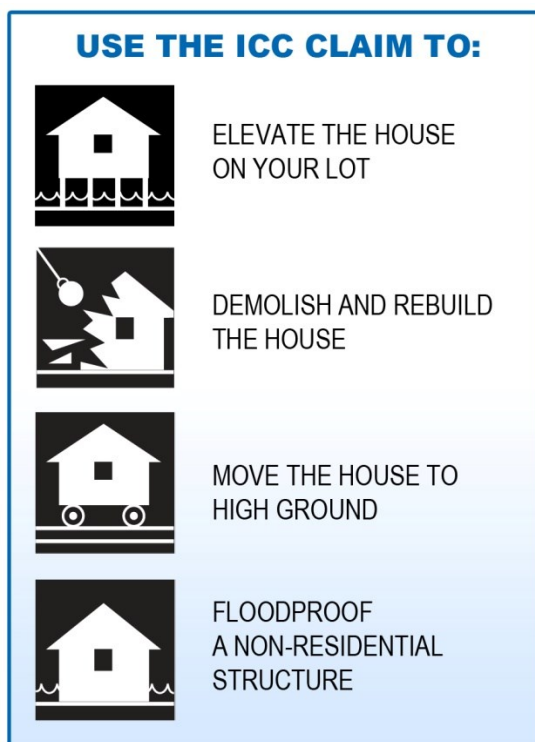 USE THE ICC CLAIM TO:
ELEVATE THE HOUSE
ON YOUR LOT
DEMOLISH AND REBUILD
THE HOUSE
MOVE THE HOUSE TO
HIGH GROUND
FLOODPROOF
A NON-RESIDENTIAL
STRUCTURE